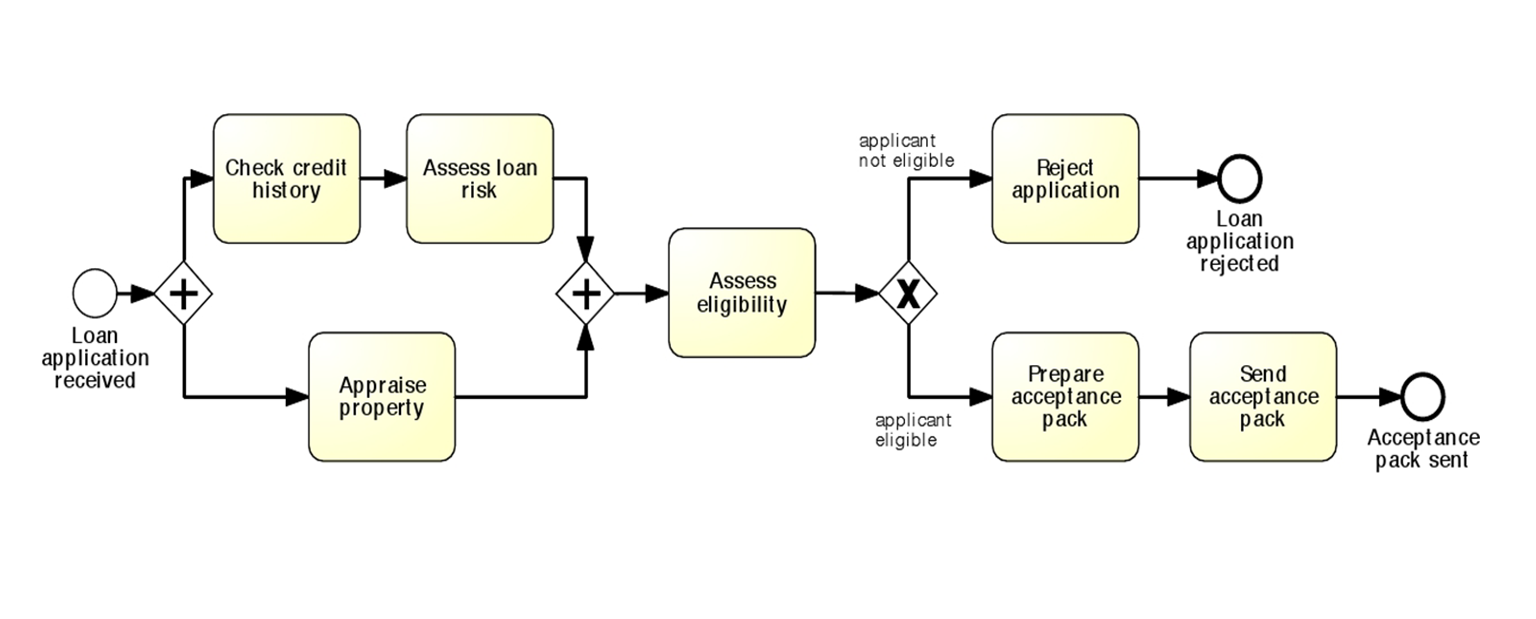 Loan
application
received
Check credit
history
Assess loan
risk
Appraise
property
Assess
eligibility
X
applicant
not eligible
Reject
application
Loan
application
rejected
applicant
eligible
Prepare
acceptance
pack
Send
acceptance
pack
Acceptance
pack sent